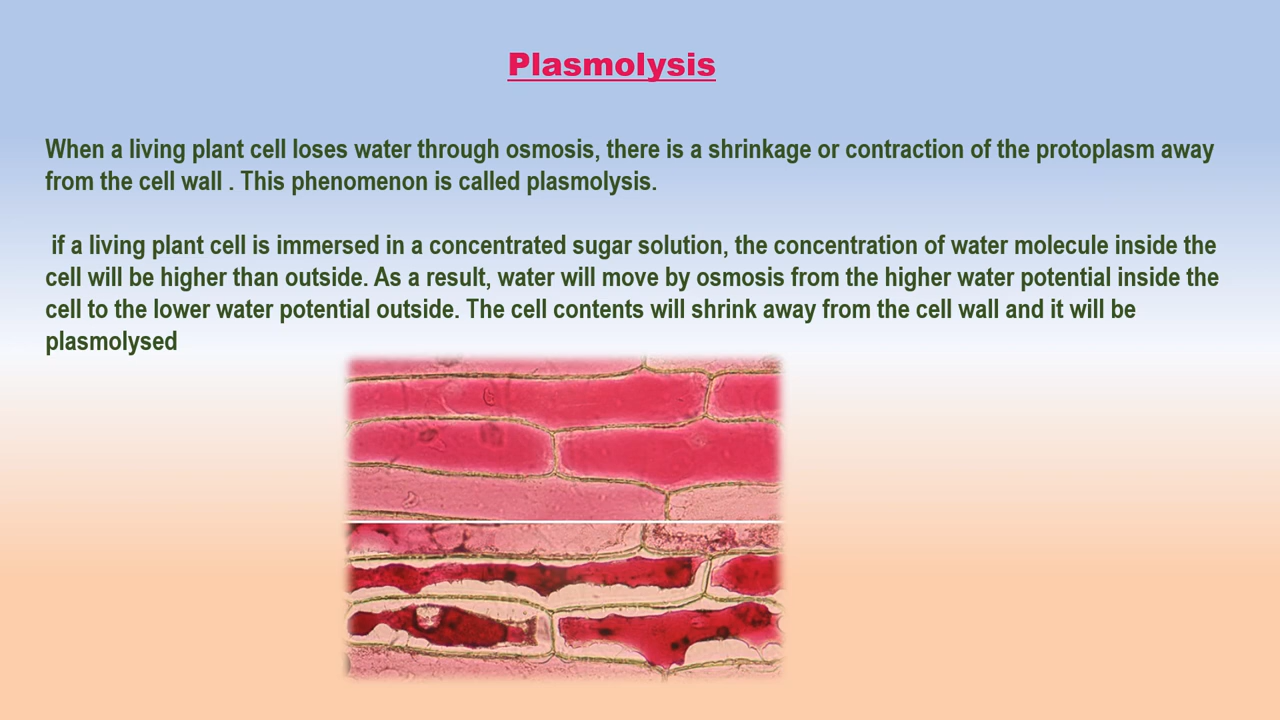 Plasmolysis
When a living plant cell loses water through osmosis, there is a shrinkage or contraction of the protoplasm away
from the cell wall . This phenomenon is called plasmolysis.
if a living plant cell is immersed in a concentrated sugar solution, the concentration of water molecule inside the
cell will be higher than outside. As a result, water will move by osmosis from the higher water potential inside the
cell to the lower water potential outside. The cell contents will shrink away from the cell wall and it will be
plasmolysed